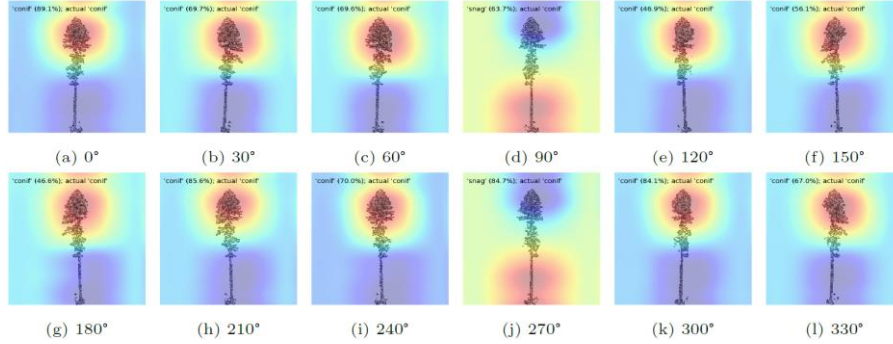 'conif' (89.1%); actual 'conif'
'conif' (69.7%); actual 'conif'
'conif' (69.6%); actual 'conif'
'snag' (63.7%); actual 'conif'
'conif' (46.9%); actual 'conif'
'conif' (56.1%); actual 'conif'
(a) 0°
(b) 30°
(c) 60°
(d) 90°
(e) 120°
(f) 150°
'conif' (46.6%); actual 'conif'
'conif' (85.6%); actual 'conif'
'conif' (70.0%); actual 'conif'
'snag' (84.7%); actual 'conif'
'conif' (84.1%); actual 'conif'
'conif' (67.0%); actual 'conif'
(g) 180°
(h) 210°
(i) 240°
(j) 270°
(k) 300°
(l) 330°